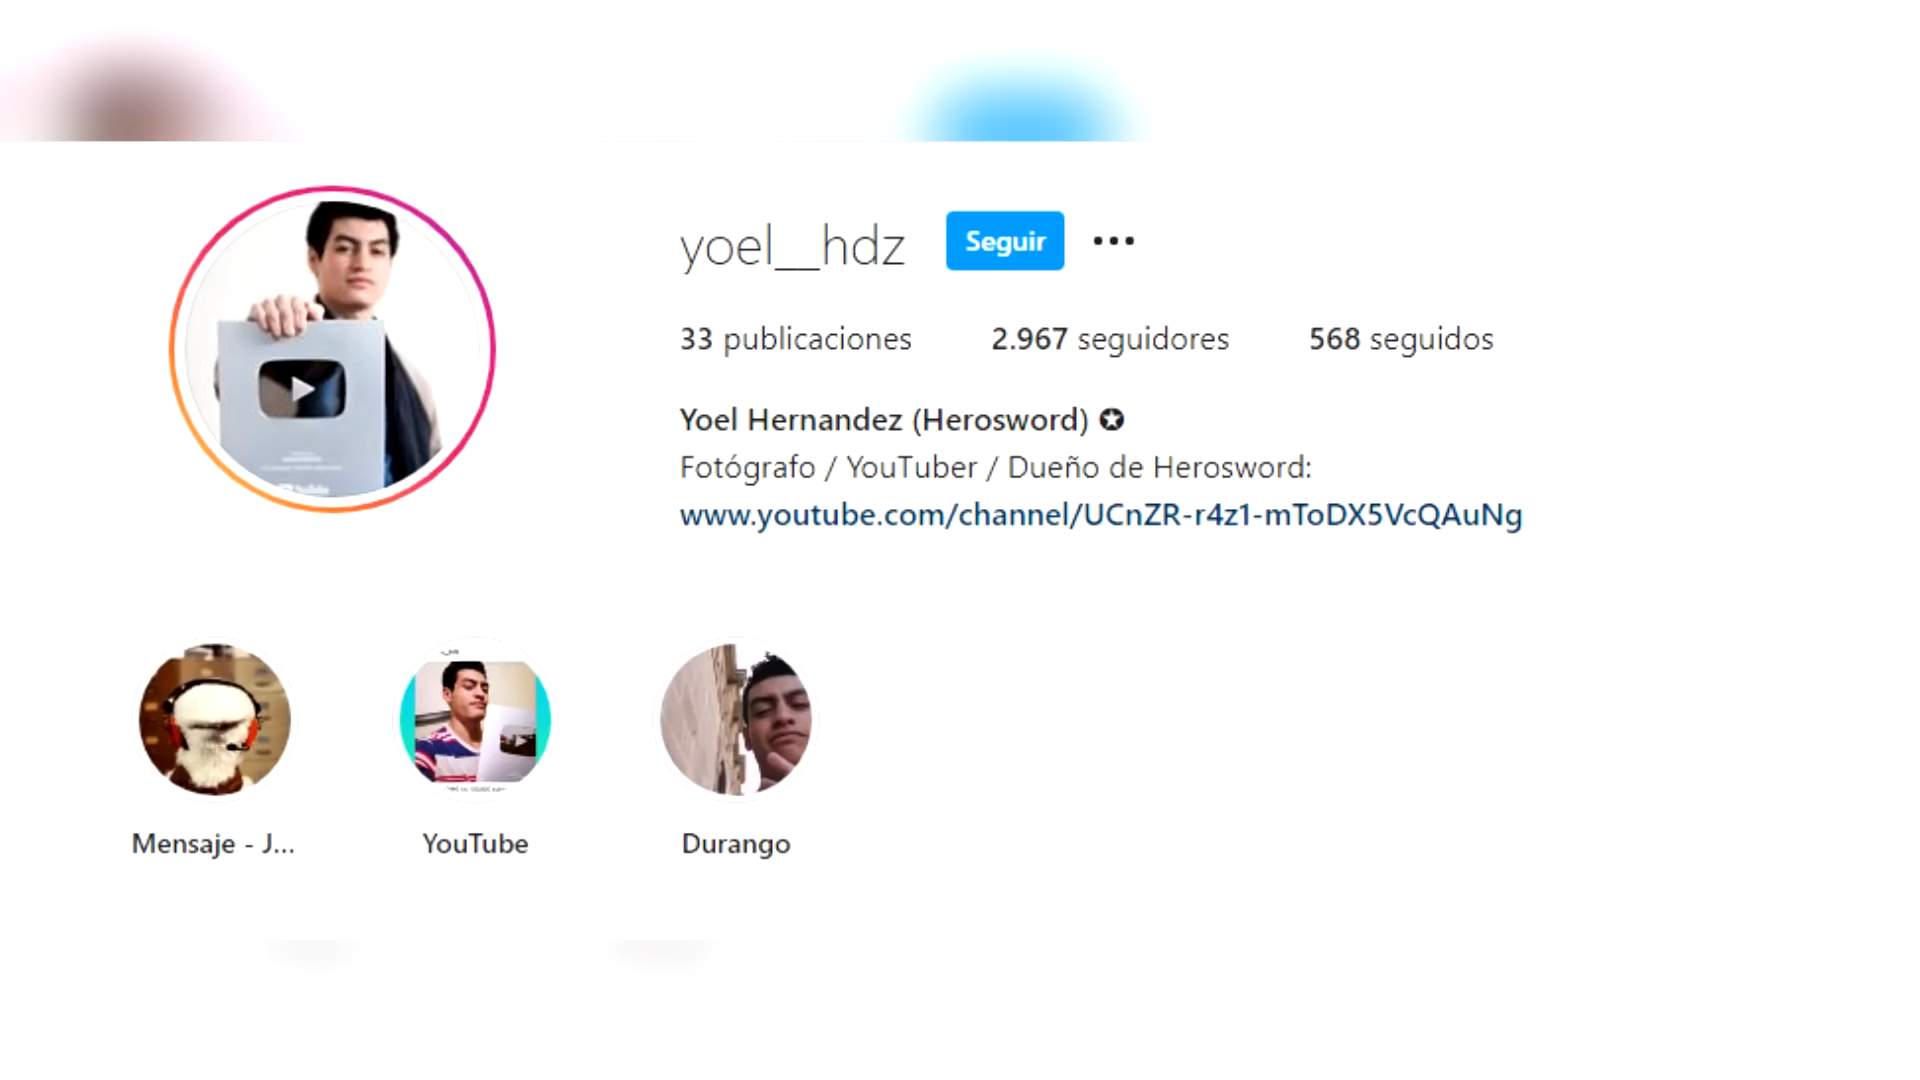 yoel__hdz Seguir
33 publicaciones 2.967 seguidores 568 seguidos
Yoel Hernandez (Herosword)
Fotógrafo / YouTuber / Dueño de Herosword:
www.youtube.com/channel/UCnZR-r4z1-mToDX5VcQAuNg
Mensaje - J... YouTube Durango